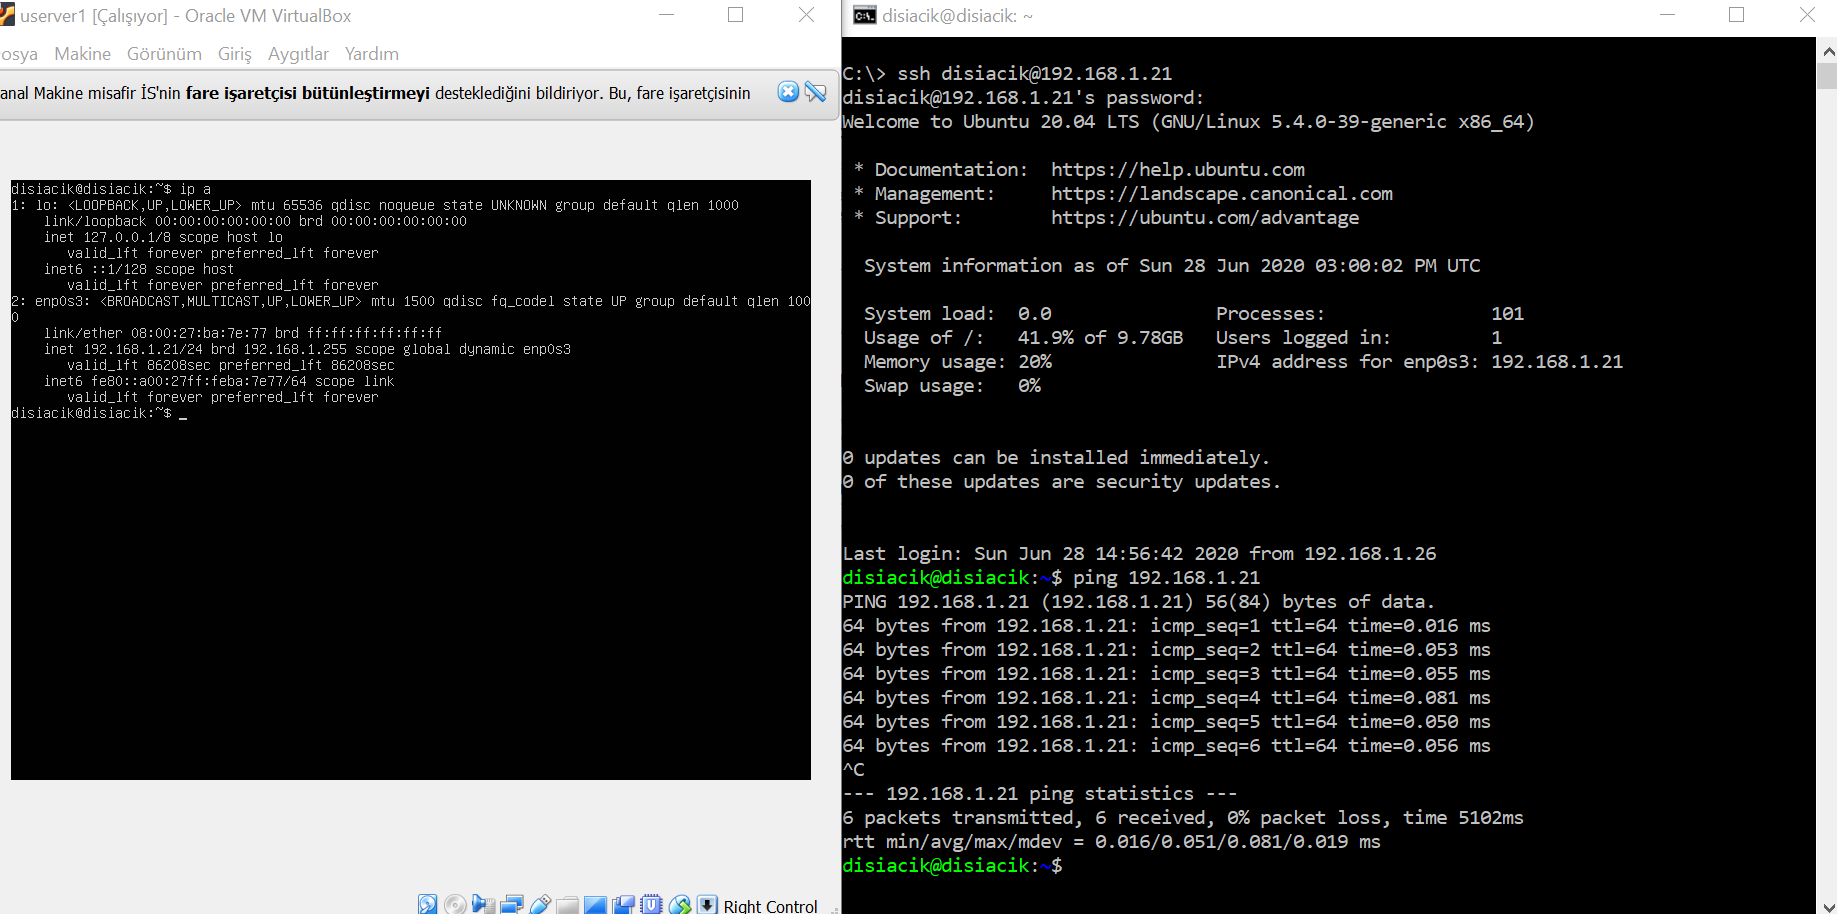 userver1 [Çalışıyor] - Oracle VM VirtualBox
osya Makine Görünüm Giriş Aygıtlar Yardım
anal Makine misafir İS'nin fare işaretçisi bütünleştirmeyi desteklediğini bildiriyor. Bu, fare işaretçisinin
disiacik@disiacik:~$ ip a
1: lo: <LOOPBACK,UP,LOWER_UP> mtu 65536 qdisc noqueue state UNKNOWN group default qlen 1000
link/loopback 00:00:00:00:00:00 brd 00:00:00:00:00:00
inet 127.0.0.1/8 scope host lo
valid_lft forever preferred_lft forever
inet6 ::1/128 scope host
valid_lft forever preferred_lft forever
2: enp0s3: <BROADCAST,MULTICAST,UP,LOWER_UP> mtu 1500 qdisc fq_codel state UP group default qlen 100
0
link/ether 08:00:27:ba:7e:77 brd ff:ff:ff:ff:ff:ff
inet 192.168.1.21/24 brd 192.168.1.255 scope global dynamic enp0s3
valid_lft 86208sec preferred_lft 86208sec
inet6 fe80::a00:27ff:feba:7e77/64 scope link
valid_lft forever preferred_lft forever
disiacik@disiacik:~$ _
Right Control
disiacik@disiacik: ~
C:\> ssh disiacik@192.168.1.21
disiacik@192.168.1.21's password:
Welcome to Ubuntu 20.04 LTS (GNU/Linux 5.4.0-39-generic x86_64)
* Documentation: https://help.ubuntu.com
* Management: https://landscape.canonical.com
* Support: https://ubuntu.com/advantage
System information as of Sun 28 Jun 2020 03:00:02 PM UTC
System load: 0.0 Processes: 101
Usage of /: 41.9% of 9.78GB Users logged in: 1
Memory usage: 20% IPv4 address for enp0s3: 192.168.1.21
Swap usage: 0%
0 updates can be installed immediately.
0 of these updates are security updates.
Last login: Sun Jun 28 14:56:42 2020 from 192.168.1.26
disiacik@disiacik:~$ ping 192.168.1.21
PING 192.168.1.21 (192.168.1.21) 56(84) bytes of data.
64 bytes from 192.168.1.21: icmp_seq=1 ttl=64 time=0.016 ms
64 bytes from 192.168.1.21: icmp_seq=2 ttl=64 time=0.053 ms
64 bytes from 192.168.1.21: icmp_seq=3 ttl=64 time=0.055 ms
64 bytes from 192.168.1.21: icmp_seq=4 ttl=64 time=0.081 ms
64 bytes from 192.168.1.21: icmp_seq=5 ttl=64 time=0.050 ms
64 bytes from 192.168.1.21: icmp_seq=6 ttl=64 time=0.056 ms
^C
--- 192.168.1.21 ping statistics ---
6 packets transmitted, 6 received, 0% packet loss, time 5102ms
rtt min/avg/max/mdev = 0.016/0.051/0.081/0.019 ms
disiacik@disiacik:~$